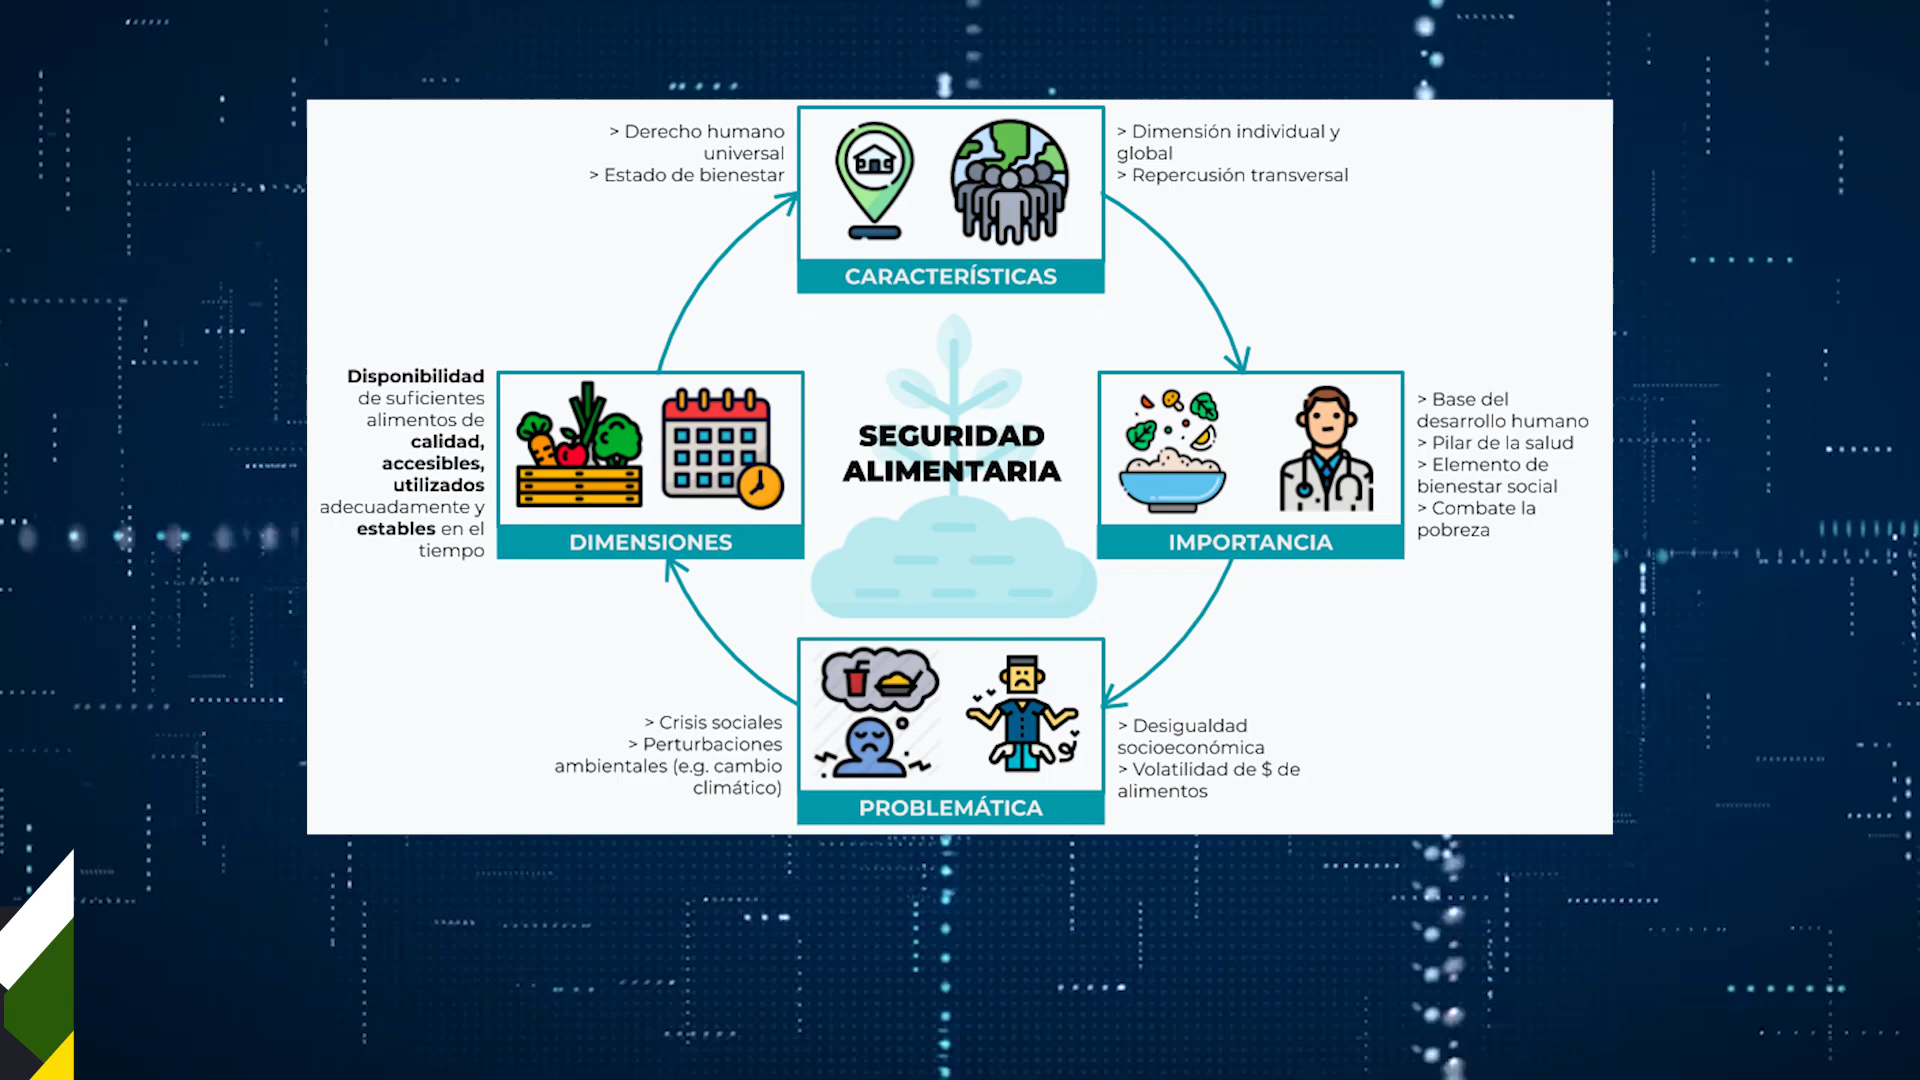 > Derecho humano
universal
> Estado de bienestar
> Dimensión individual y
global
> Repercusión transversal
CARACTERÍSTICAS
Disponibilidad
de suficientes
alimentos de
calidad,
accesibles,
utilizados
adecuadamente y
estables en el
tiempo
DIMENSIONES
SEGURIDAD
ALIMENTARIA
> Base del
desarrollo humano
> Pilar de la salud
> Elemento de
bienestar social
> Combate la
pobreza
IMPORTANCIA
> Crisis sociales
> Perturbaciones
ambientales (e.g. cambio
climático)
> Desigualdad
socioeconómica
> Volatilidad de $ de
alimentos
PROBLEMÁTICA